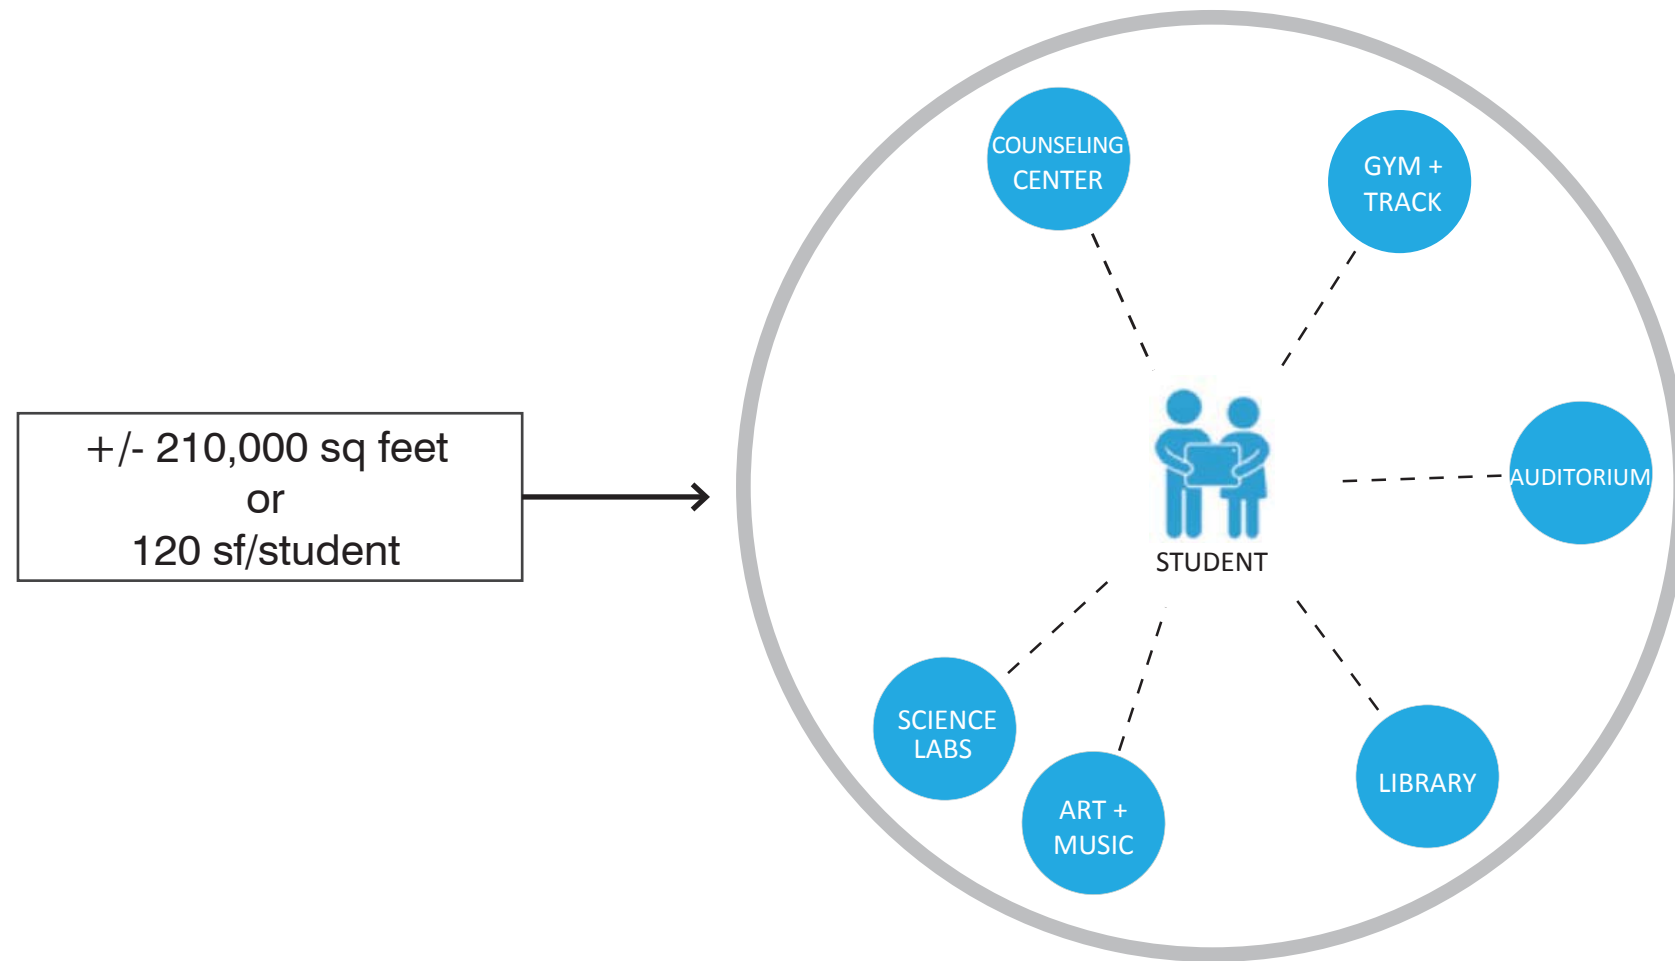 +/- 210,000 sq feet
or
120 sf/student
COUNSELING
CENTER
GYM +
TRACK
AUDITORIUM
STUDENT
SCIENCE
LABS
ART +
MUSIC
LIBRARY